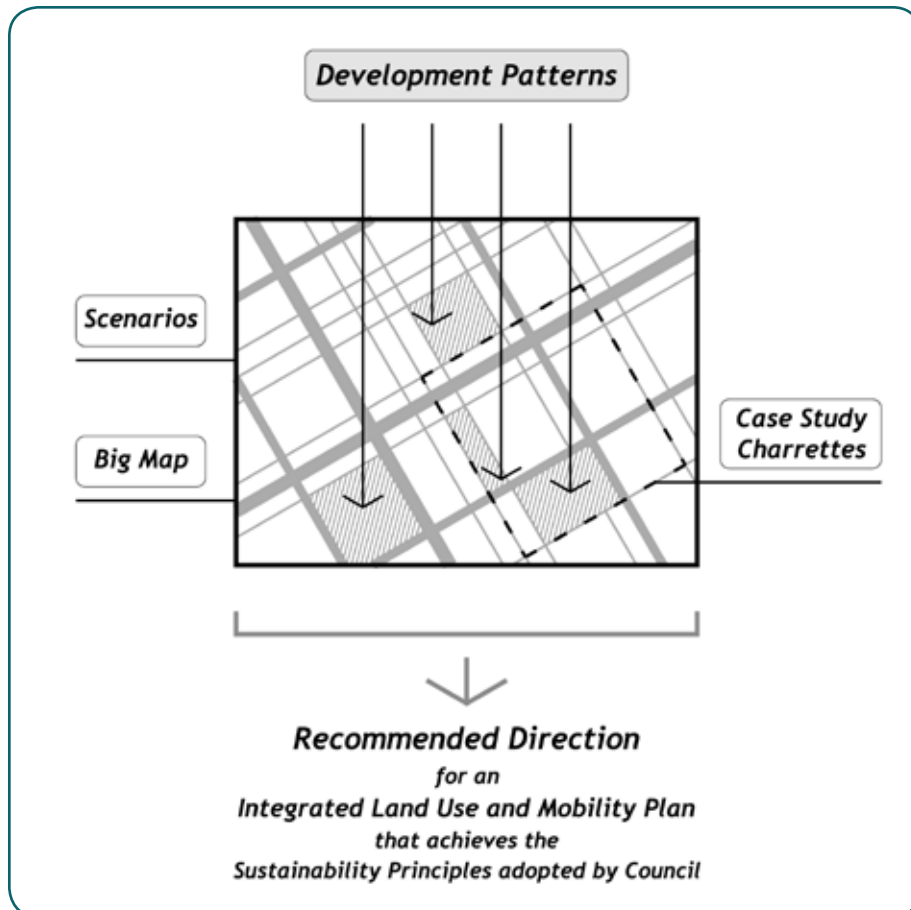 Development Patterns
Scenarios
Big Map
Case Study
Charrettes
Recommended Direction
for an
Integrated Land Use and Mobility Plan
that achieves the
Sustainability Principles adopted by Council